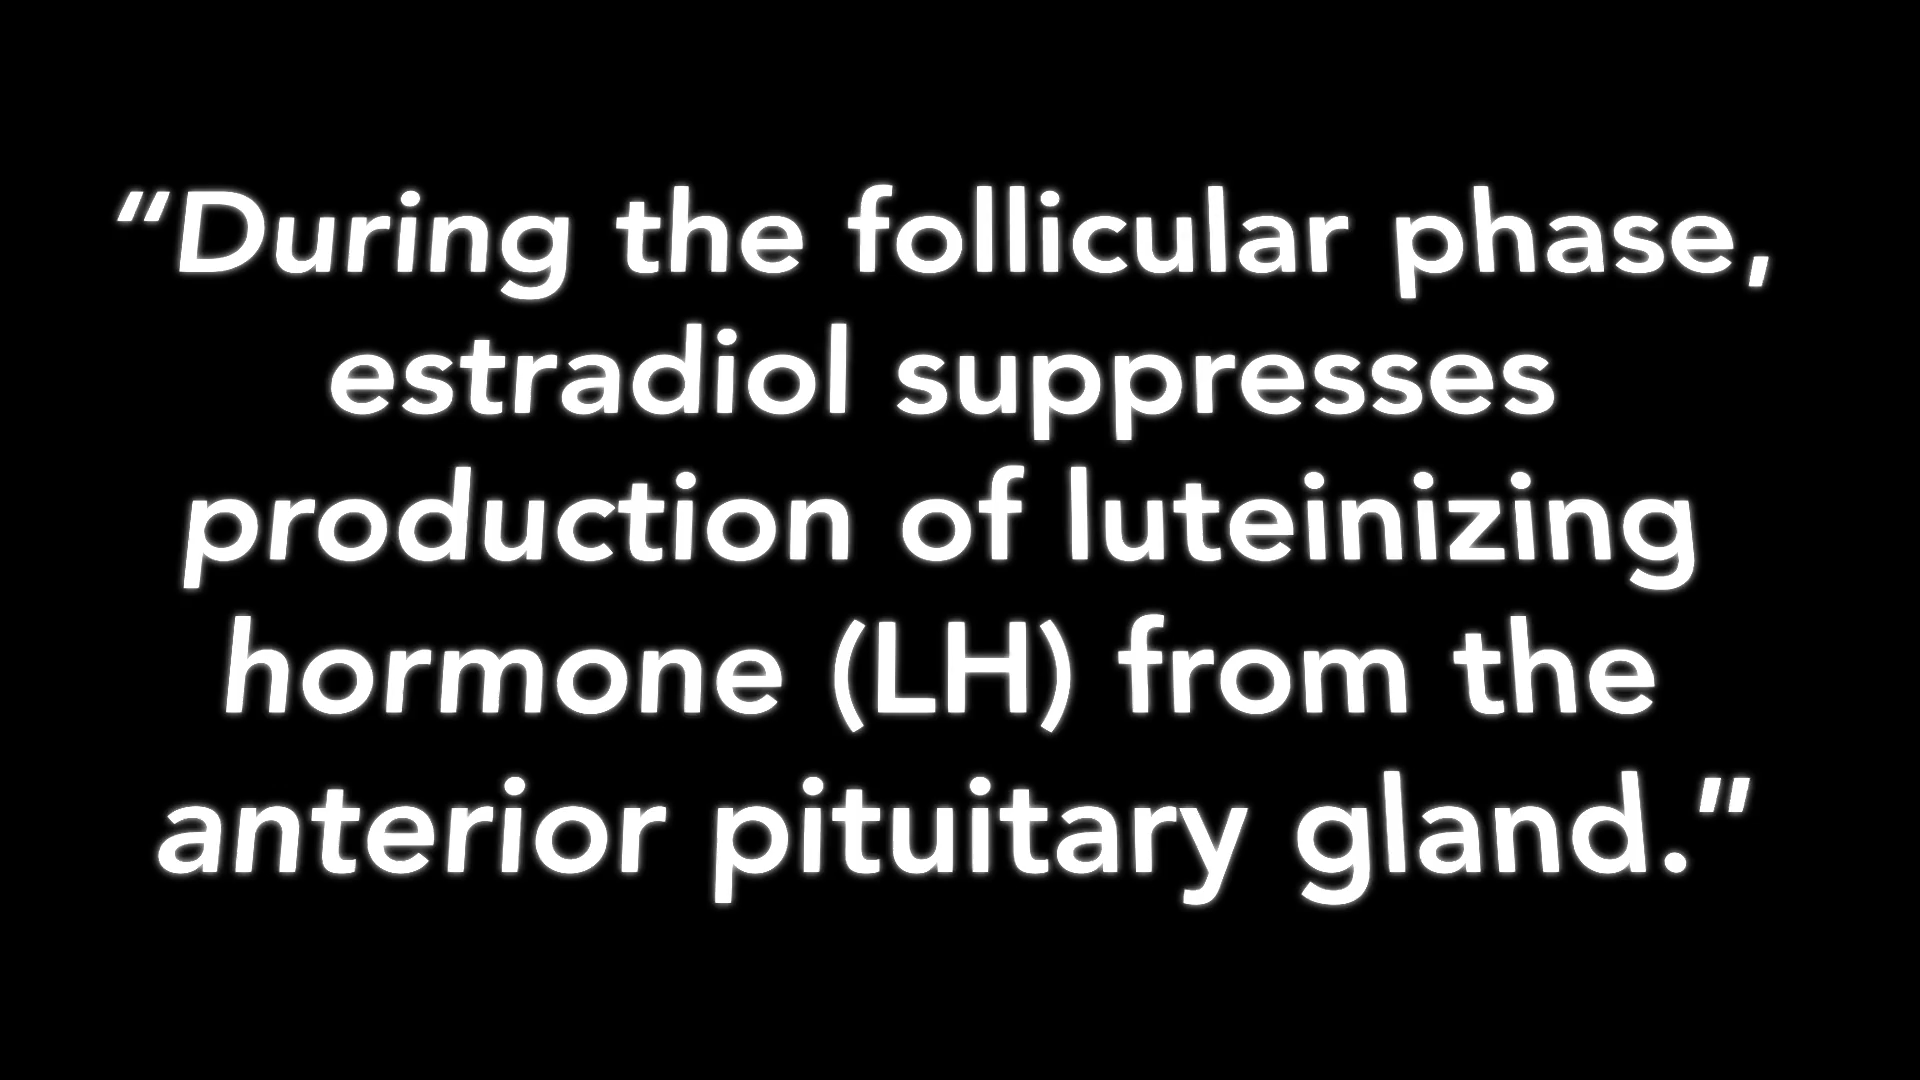 “During the follicular phase,
estradiol suppresses
production of luteinizing
hormone (LH) from the
anterior pituitary gland.”